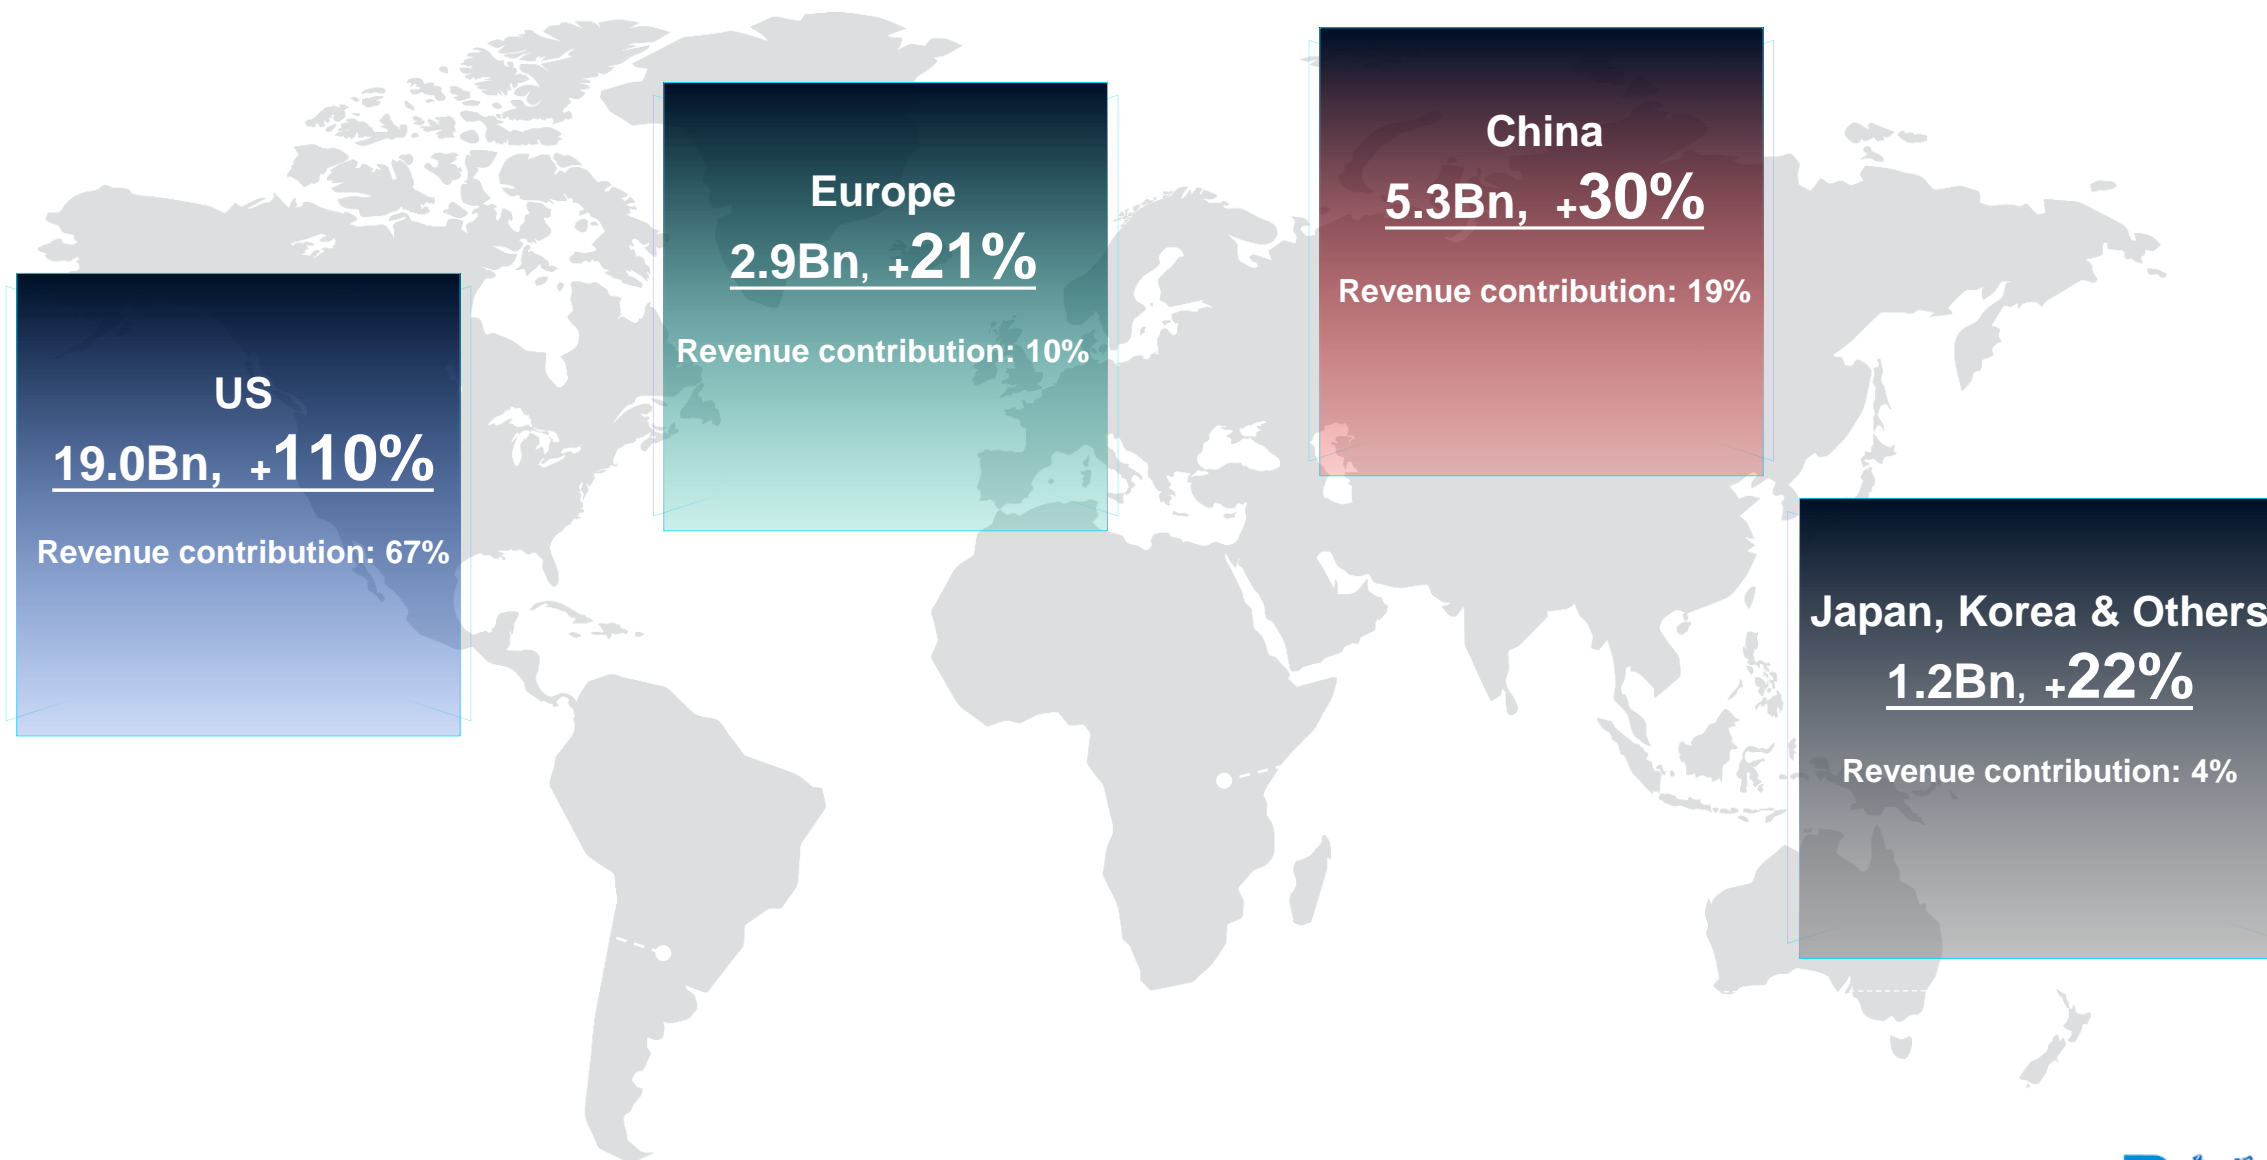 US
19.0Bn, +110%
Revenue contribution: 67%
Europe
2.9Bn, +21%
Revenue contribution: 10%
China
5.3Bn, +30%
Revenue contribution: 19%
Japan, Korea & Others
1.2Bn, +22%
Revenue contribution: 4%